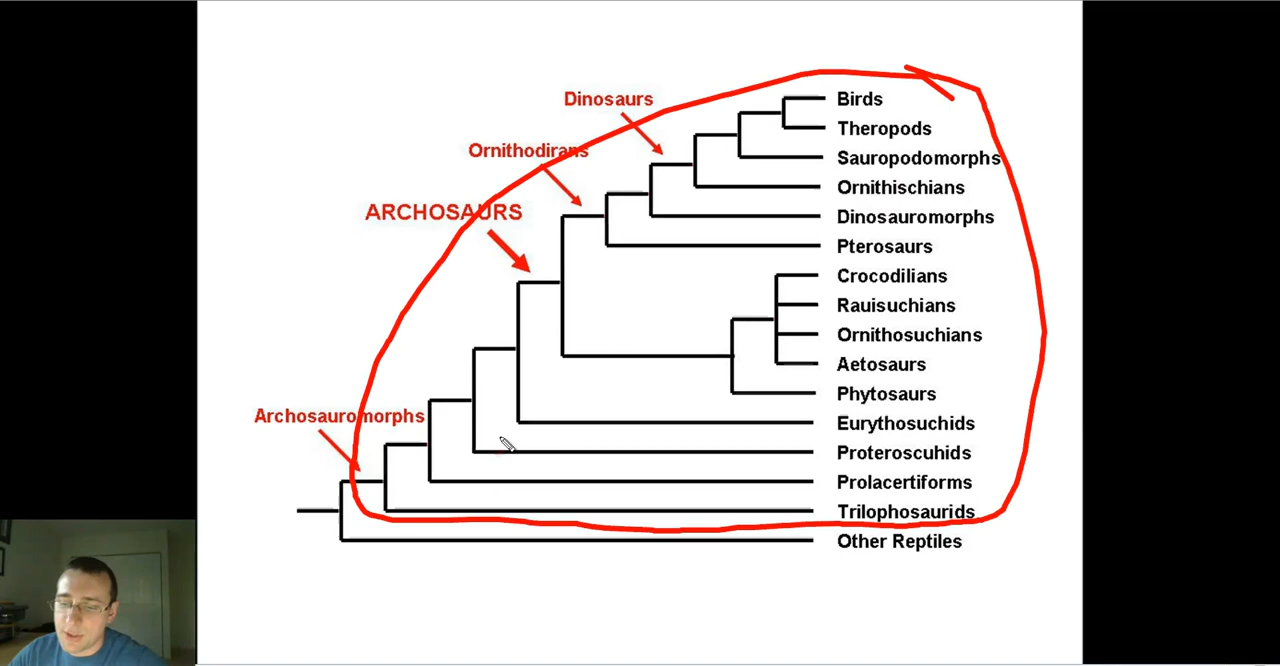 Dinosaurs
Birds
Theropods
Ornithodirans
Sauropodomorphs
Ornithischians
ARCHOSAURS
Dinosauromorphs
Pterosaurs
Crocodilians
Rauisuchians
Ornithosuchians
Aetosaurs
Phytosaurs
Archosauromorphs
Eurythosuchids
Proteroscuhids
Prolacertiforms
Trilophosaurids
Other Reptiles